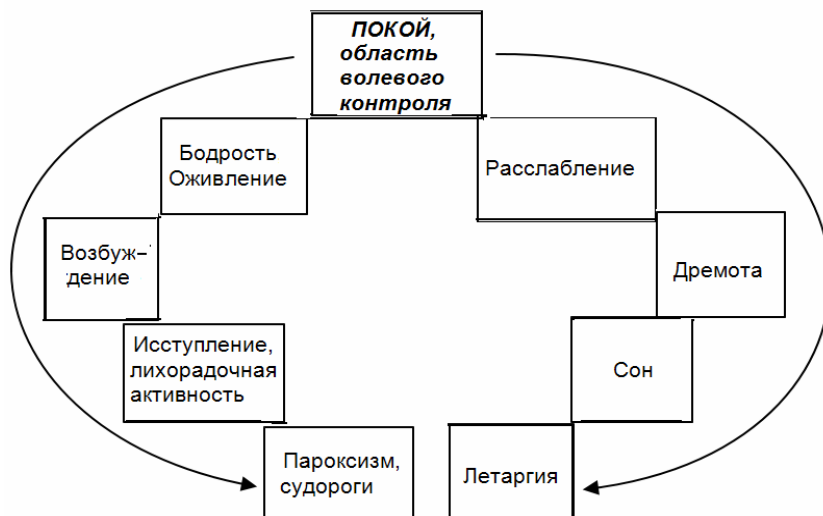 ПОКОЙ,
область
волевого
контроля
Бодрость
Оживление
Расслабление
Возбуж–
дение
Дремота
Исступление,
лихорадочная
активность
Сон
Пароксизм,
судороги
Летаргия